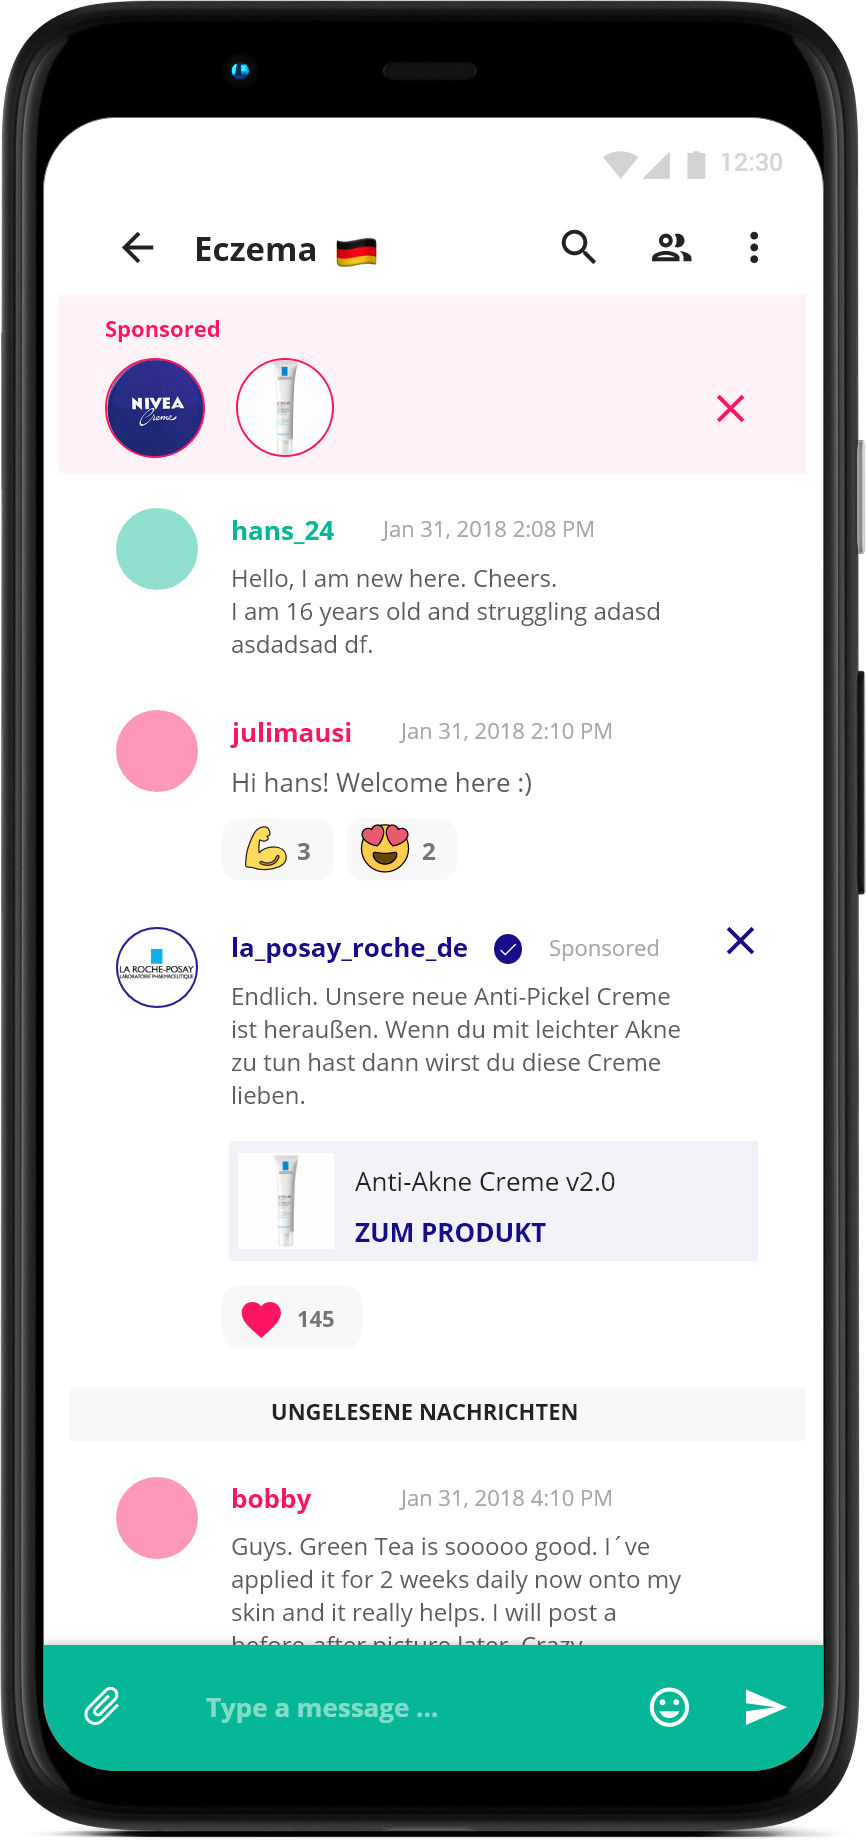 12:30
Eczema
Sponsored
NIVEA
Creme
hans_24 Jan 31, 2018 2:08 PM
Hello, I am new here. Cheers.
I am 16 years old and struggling adasd
asdadsad df.
julimausi Jan 31, 2018 2:10 PM
Hi hans! Welcome here :)
3 2
la_posay_roche_de Sponsored
LA ROCHE-POSAY
LABORATOIRE PHARMACEUTIQUE
Endlich. Unsere neue Anti-Pickel Creme
ist heraußen. Wenn du mit leichter Akne
zu tun hast dann wirst du diese Creme
lieben.
Anti-Akne Creme v2.0
ZUM PRODUKT
145
UNGELESENE NACHRICHTEN
bobby Jan 31, 2018 4:10 PM
Guys. Green Tea is sooooo good. I´ve
applied it for 2 weeks daily now onto my
skin and it really helps. I will post a
before-after picture later. Crazy
Type a message ...